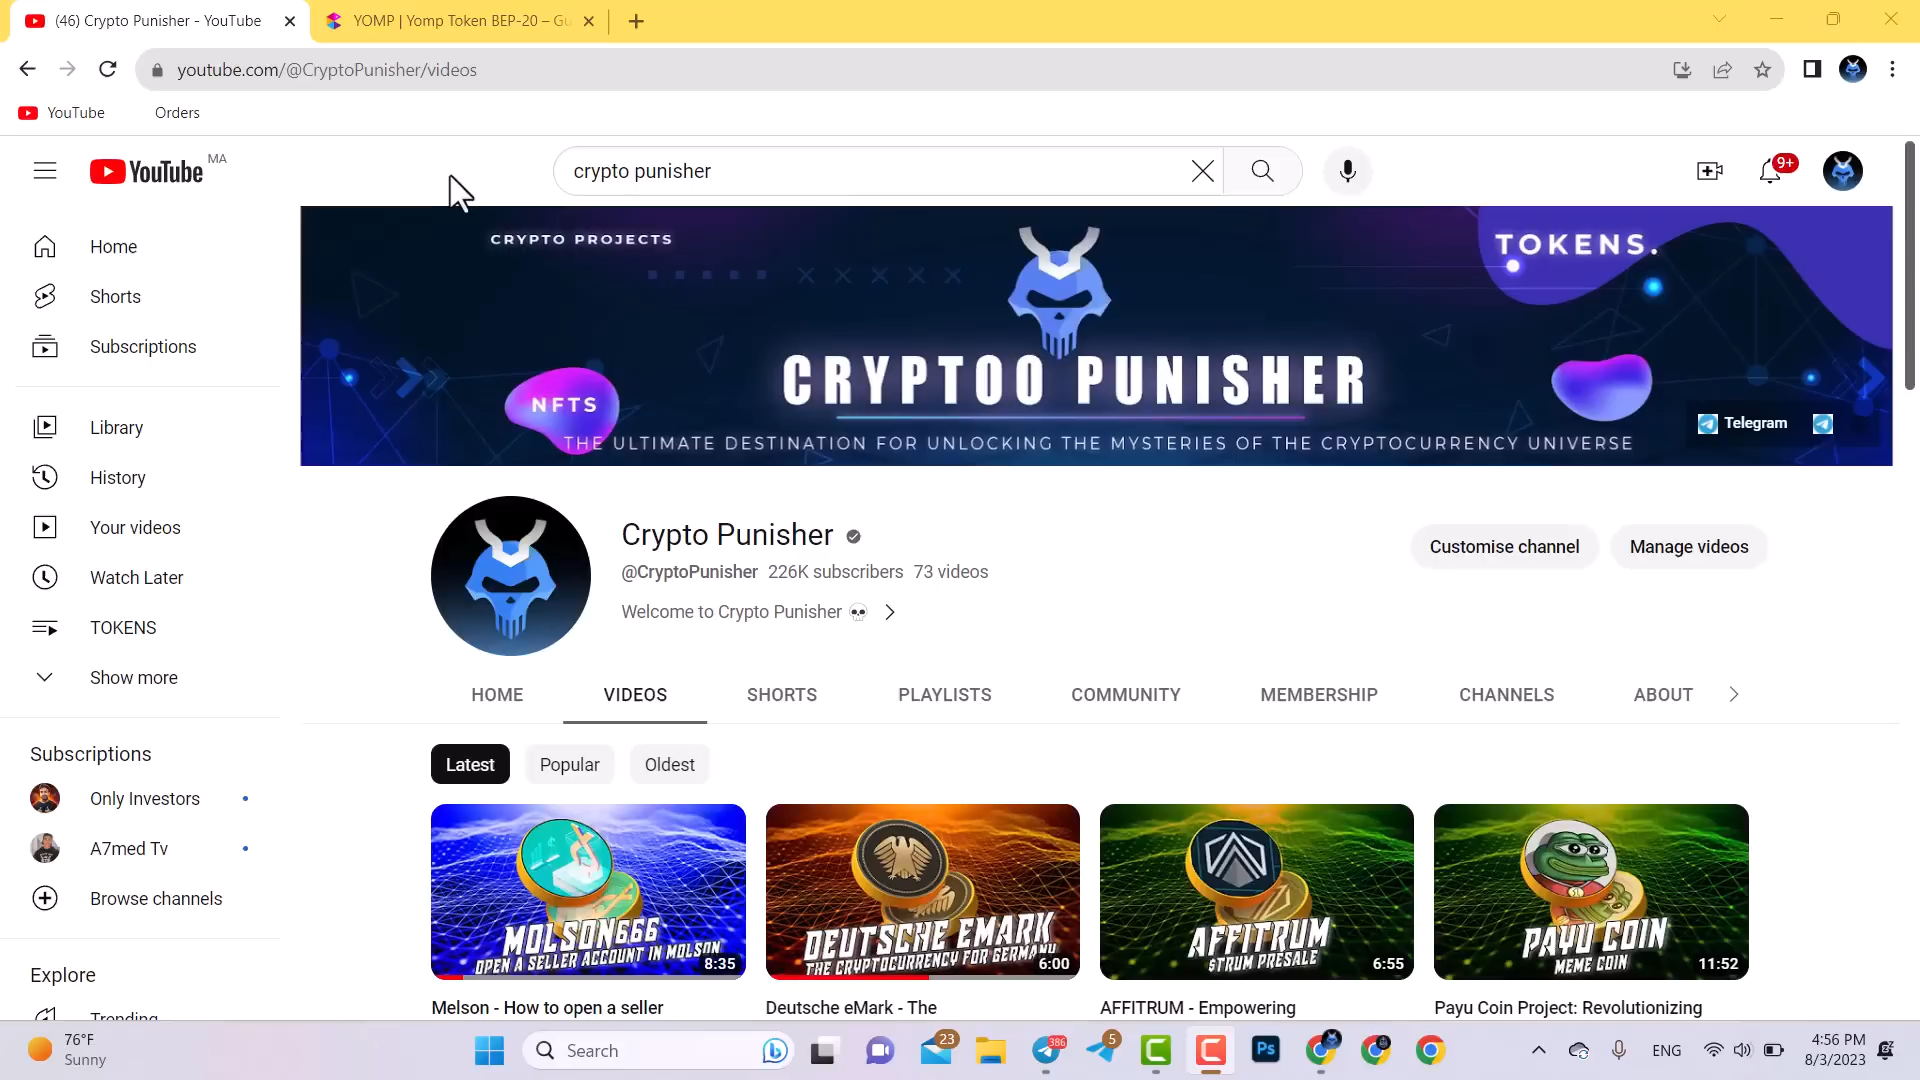 (46) Crypto Punisher - YouTube
YOMP | Yomp Token BEP-20 – Gu
youtube.com/@CryptoPunisher/videos
YouTube
Orders
YouTube MA
crypto punisher
9+
Home
Shorts
Subscriptions
Library
History
Your videos
Watch Later
TOKENS
Show more
Subscriptions
Only Investors
A7med Tv
Browse channels
Explore
Trending
CRYPTO PROJECTS
TOKENS.
CRYPTOO PUNISHER
NFTS
THE ULTIMATE DESTINATION FOR UNLOCKING THE MYSTERIES OF THE CRYPTOCURRENCY UNIVERSE
Telegram
Crypto Punisher
@CryptoPunisher 226K subscribers 73 videos
Welcome to Crypto Punisher
Customise channel
Manage videos
HOME VIDEOS SHORTS PLAYLISTS COMMUNITY MEMBERSHIP CHANNELS ABOUT
Latest Popular Oldest
MOLSON666
OPEN A SELLER ACCOUNT IN MOLSON
8:35
DEUTSCHE EMARK
THE CRYPTOCURRENCY FOR GERMANY
6:00
AFFITRUM
$TRUM PRESALE
6:55
PAYU COIN
MEME COIN
11:52
Melson - How to open a seller
Deutsche eMark - The
AFFITRUM - Empowering
Payu Coin Project: Revolutionizing
76°F
Sunny
Search
23
386
5
Ps
ENG
4:56 PM
8/3/2023